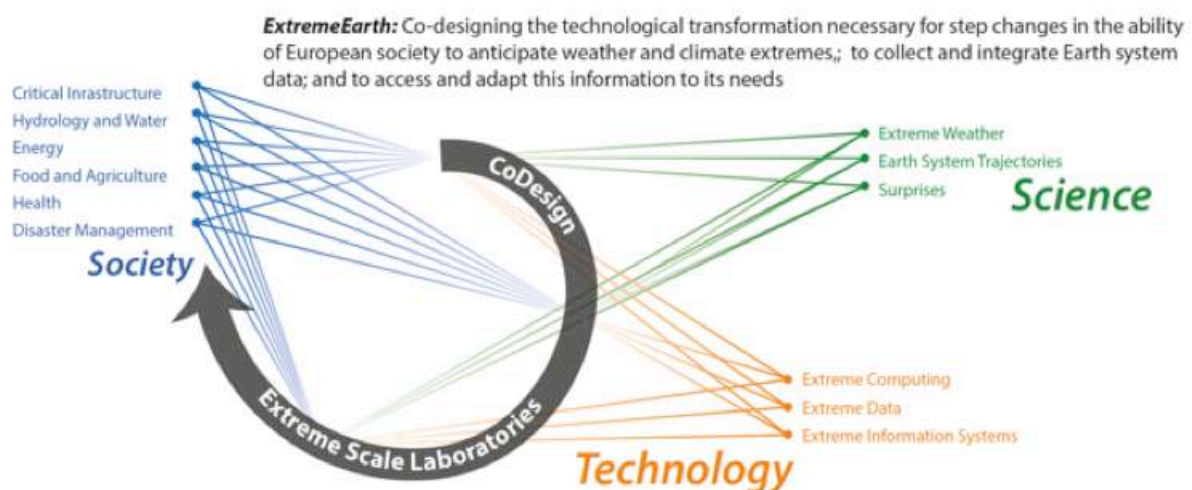 ExtremeEarth: Co-designing the technological transformation necessary for step changes in the ability
of European society to anticipate weather and climate extremes,; to collect and integrate Earth system
data; and to access and adapt this information to its needs
Critical Inrastructure
Hydrology and Water
Energy
Food and Agriculture
Health
Disaster Management
Society
CoDesign
Extreme Scale Laboratories
Extreme Weather
Earth System Trajectories
Surprises
Science
Extreme Computing
Extreme Data
Extreme Information Systems
Technology